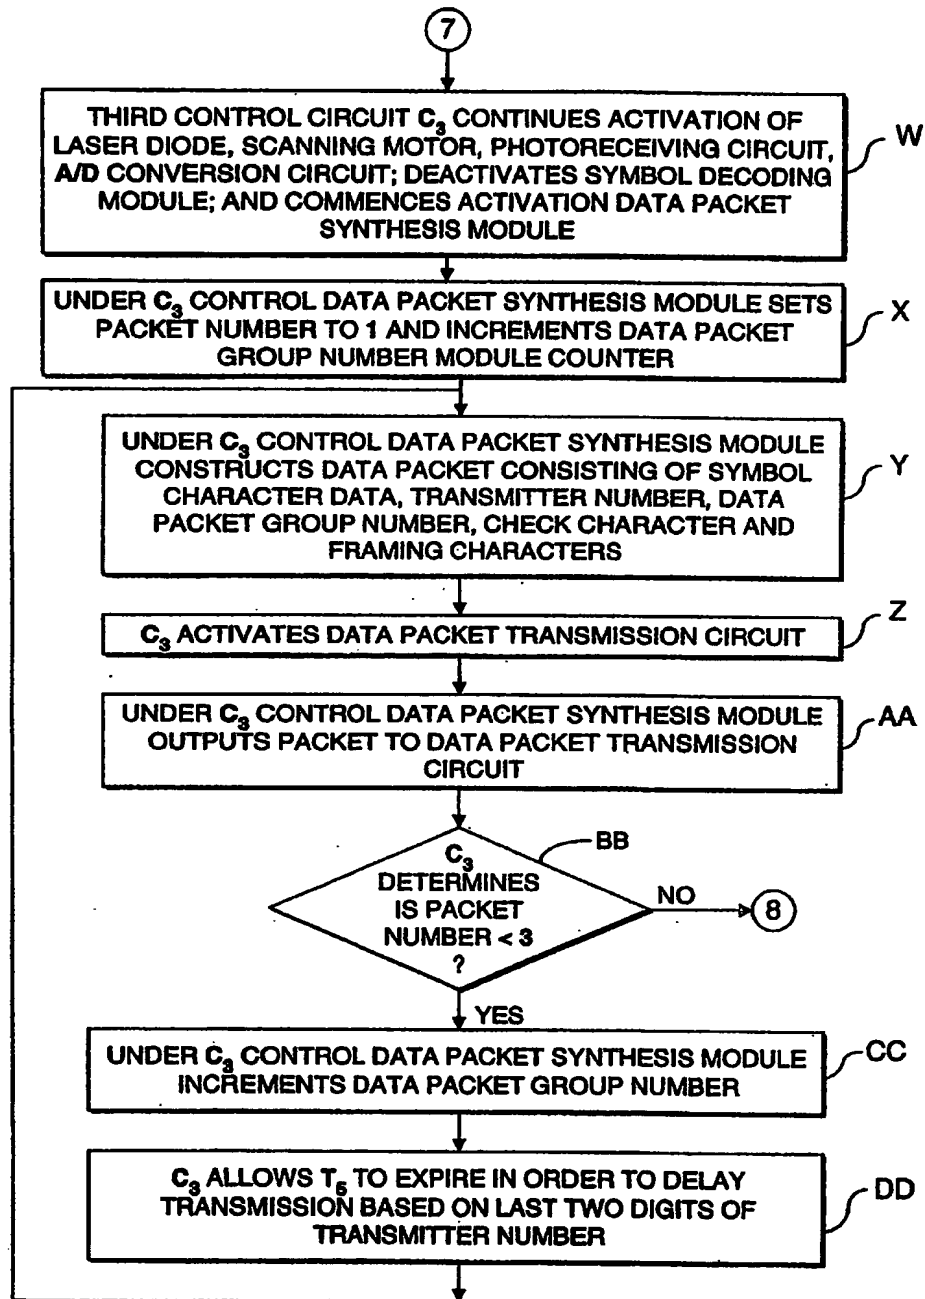 7
THIRD CONTROL CIRCUIT C₃ CONTINUES ACTIVATION OF
LASER DIODE, SCANNING MOTOR, PHOTORECEIVING CIRCUIT,
A/D CONVERSION CIRCUIT; DEACTIVATES SYMBOL DECODING
MODULE; AND COMMENCES ACTIVATION DATA PACKET
SYNTHESIS MODULE
W
UNDER C₃ CONTROL DATA PACKET SYNTHESIS MODULE SETS
PACKET NUMBER TO 1 AND INCREMENTS DATA PACKET
GROUP NUMBER MODULE COUNTER
X
UNDER C₃ CONTROL DATA PACKET SYNTHESIS MODULE
CONSTRUCTS DATA PACKET CONSISTING OF SYMBOL
CHARACTER DATA, TRANSMITTER NUMBER, DATA
PACKET GROUP NUMBER, CHECK CHARACTER AND
FRAMING CHARACTERS
Y
C₃ ACTIVATES DATA PACKET TRANSMISSION CIRCUIT
Z
UNDER C₃ CONTROL DATA PACKET SYNTHESIS MODULE
OUTPUTS PACKET TO DATA PACKET TRANSMISSION
CIRCUIT
AA
C₃
DETERMINES
IS PACKET
NUMBER < 3
?
BB
NO
8
YES
UNDER C₃ CONTROL DATA PACKET SYNTHESIS MODULE
INCREMENTS DATA PACKET GROUP NUMBER
CC
C₃ ALLOWS T₅ TO EXPIRE IN ORDER TO DELAY
TRANSMISSION BASED ON LAST TWO DIGITS OF
TRANSMITTER NUMBER
DD